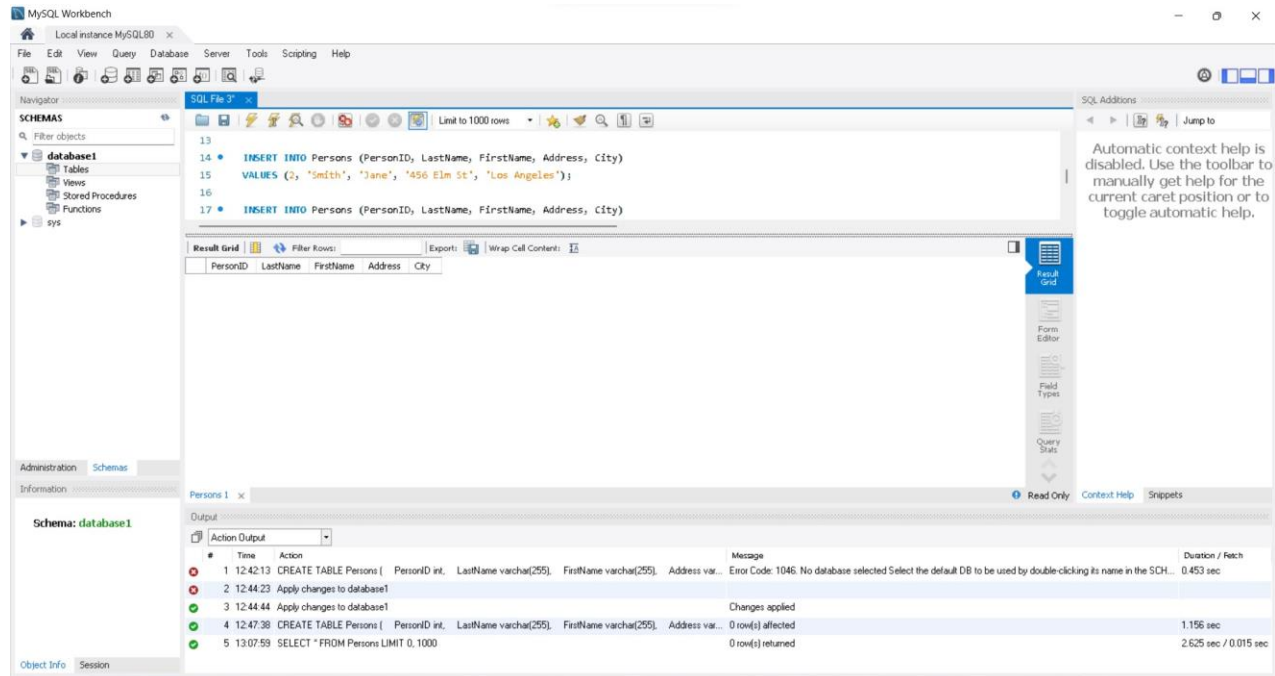 MySQL Workbench
Local instance MySQL80
File Edit View Query Database Server Tools Scripting Help
Navigator
SCHEMAS
Filter objects
database1
Tables
Views
Stored Procedures
Functions
sys
Administration Schemas
Information
Schema: database1
Object Info Session
SQL File 3*
Limit to 1000 rows
13
14 INSERT INTO Persons (PersonID, LastName, FirstName, Address, City)
15 VALUES (2, 'Smith', 'Jane', '456 Elm St', 'Los Angeles');
16
17 INSERT INTO Persons (PersonID, LastName, FirstName, Address, City)
Result Grid Filter Rows: Export: Wrap Cell Content:
PersonID LastName FirstName Address City
Result Grid
Form Editor
Field Types
Query Stats
Persons 1 Read Only
SQL Additions
Jump to
Automatic context help is
disabled. Use the toolbar to
manually get help for the
current caret position or to
toggle automatic help.
Context Help Snippets
Output
Action Output
# Time Action Message Duration / Fetch
1 12:42:13 CREATE TABLE Persons ( PersonID int, LastName varchar(255), FirstName varchar(255), Address var... Error Code: 1046. No database selected Select the default DB to be used by double-clicking its name in the SCH... 0.453 sec
2 12:44:23 Apply changes to database1
3 12:44:44 Apply changes to database1 Changes applied
4 12:47:38 CREATE TABLE Persons ( PersonID int, LastName varchar(255), FirstName varchar(255), Address var... 0 row(s) affected 1.156 sec
5 13:07:59 SELECT * FROM Persons LIMIT 0, 1000 0 row(s) returned 2.625 sec / 0.015 sec